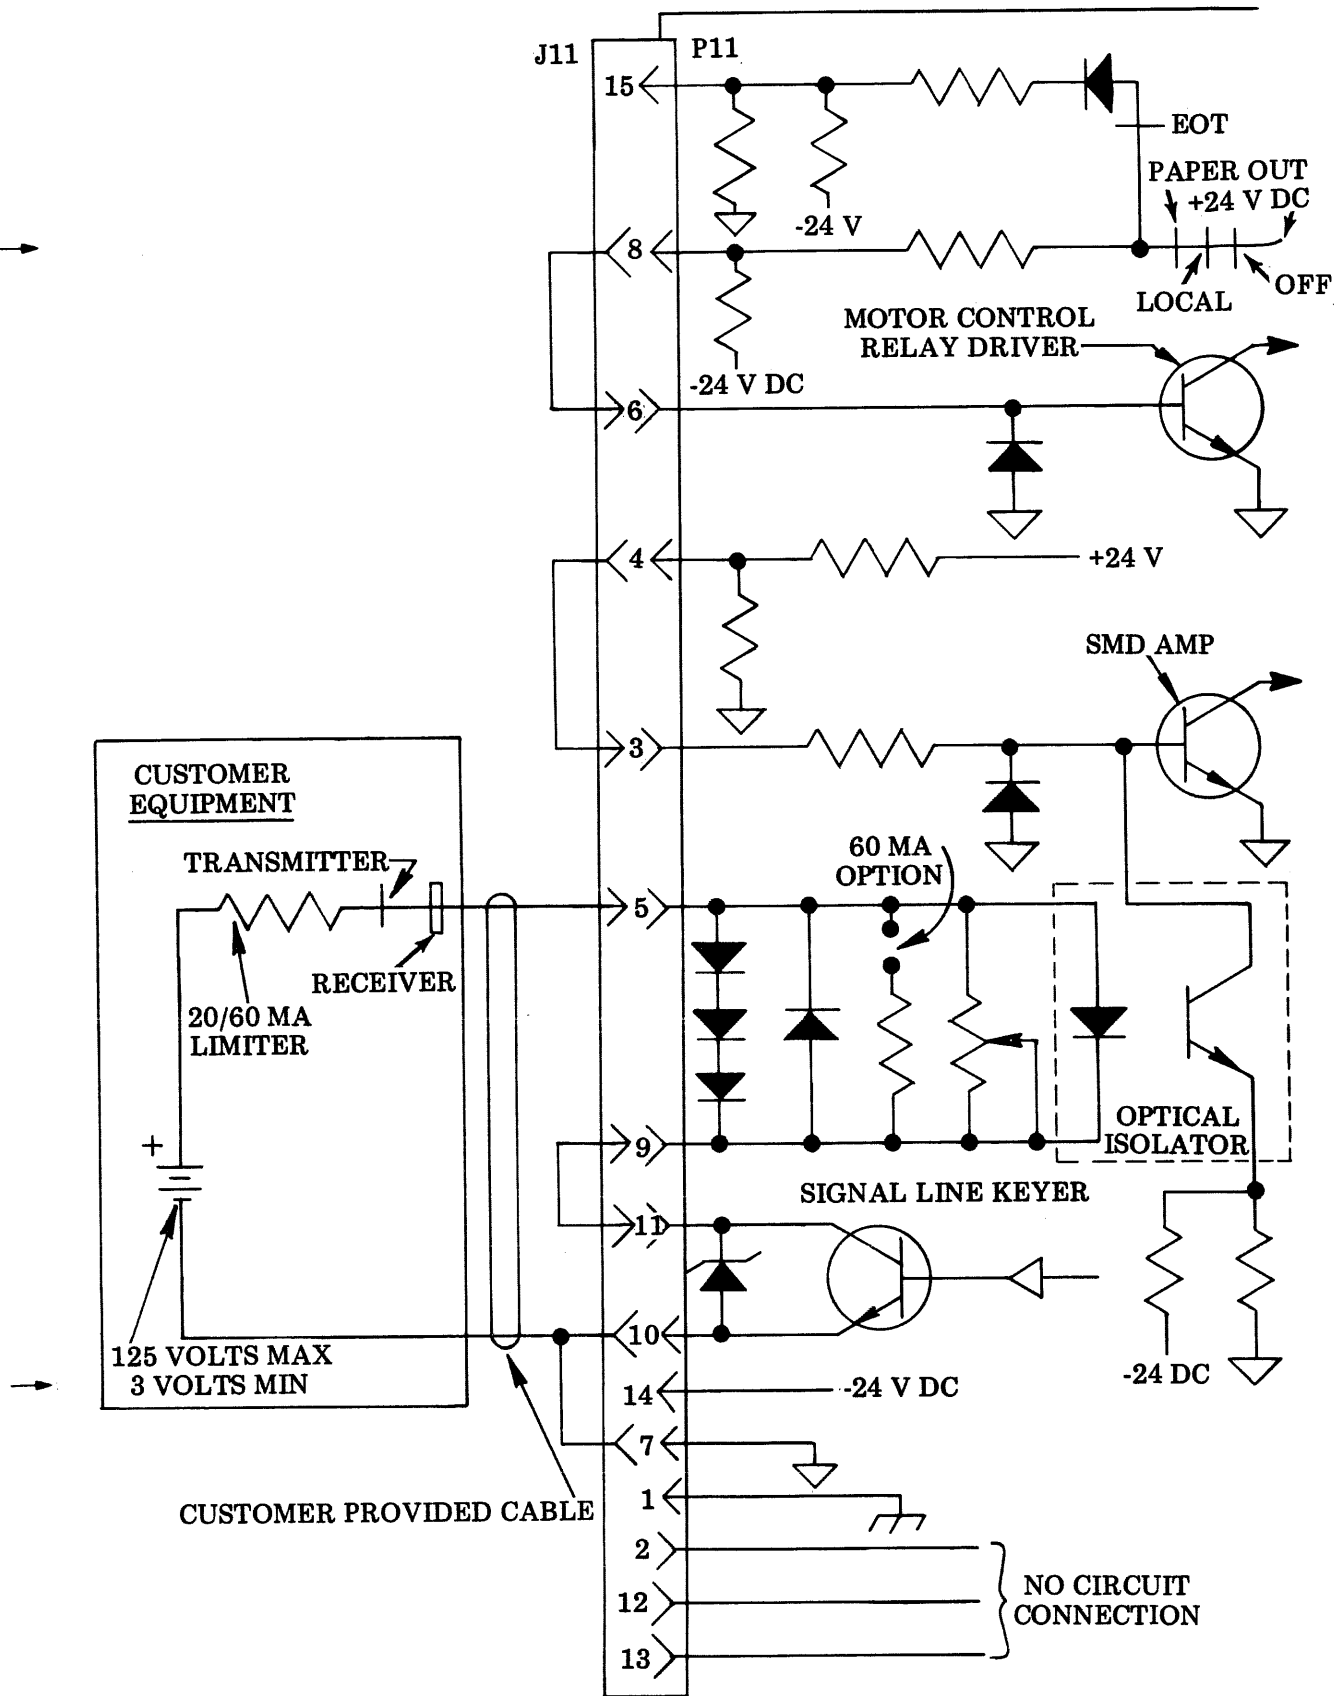 J11
P11
15
EOT
PAPER OUT
+24 V DC
-24 V
8
OFF
LOCAL
MOTOR CONTROL
RELAY DRIVER
-24 V DC
6
4
+24 V
SMD AMP
3
CUSTOMER
EQUIPMENT
60 MA
OPTION
TRANSMITTER
5
RECEIVER
20/60 MA
LIMITER
OPTICAL
ISOLATOR
+
9
SIGNAL LINE KEYER
11
10
125 VOLTS MAX
3 VOLTS MIN
-24 DC
14
-24 V DC
7
1
CUSTOMER PROVIDED CABLE
2
12
NO CIRCUIT
CONNECTION
13